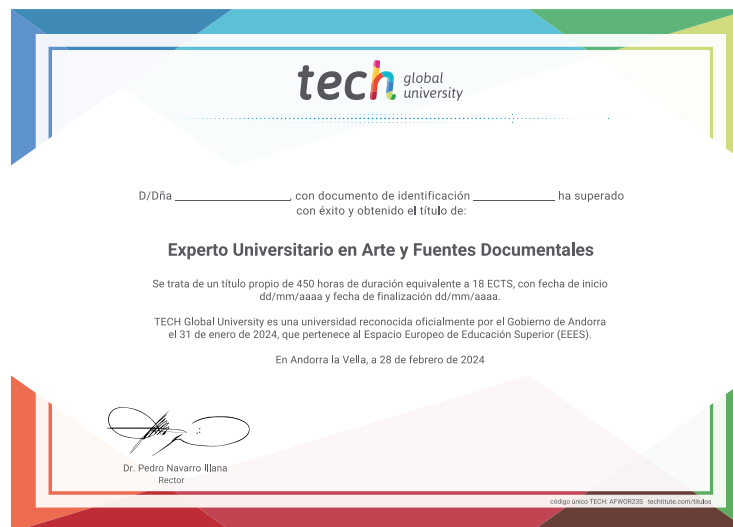 tech global university
D/Dña ______________, con documento de identificación __________ ha superado
con éxito y obtenido el título de:
Experto Universitario en Arte y Fuentes Documentales
Se trata de un título propio de 450 horas de duración equivalente a 18 ECTS, con fecha de inicio
dd/mm/aaaa y fecha de finalización dd/mm/aaaa.
TECH Global University es una universidad reconocida oficialmente por el Gobierno de Andorra
el 31 de enero de 2024, que pertenece al Espacio Europeo de Educación Superior (EEES).
En Andorra la Vella, a 28 de febrero de 2024
Dr. Pedro Navarro Illana
Rector
código único TECH: AFWOR23S techtitute.com/titulos